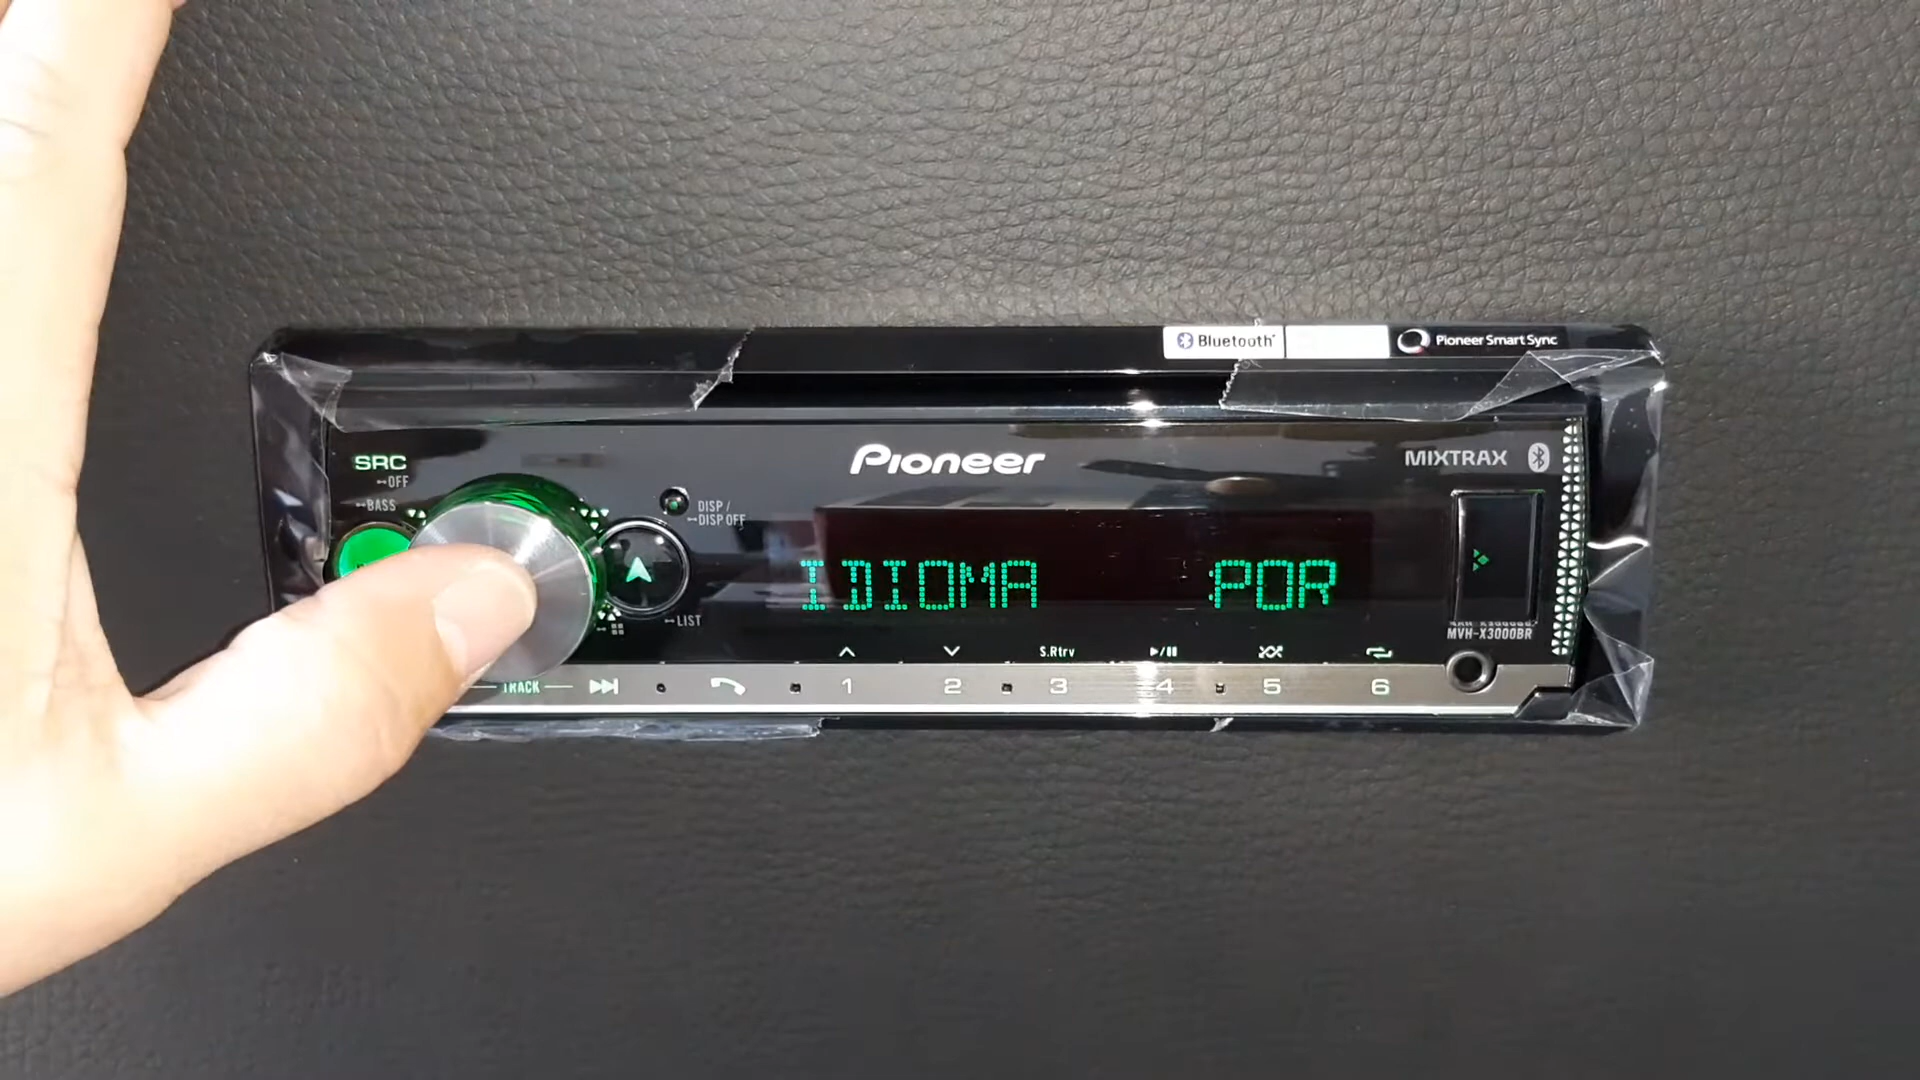 Bluetooth
Pioneer Smart Sync
SRC
OFF
BASS
Pioneer
MIXTRAX
DISP /
DISP OFF
IDIOMA :POR
LIST
MVH-X3000BR
S.Rtrv
TRACK 1 2 3 4 5 6